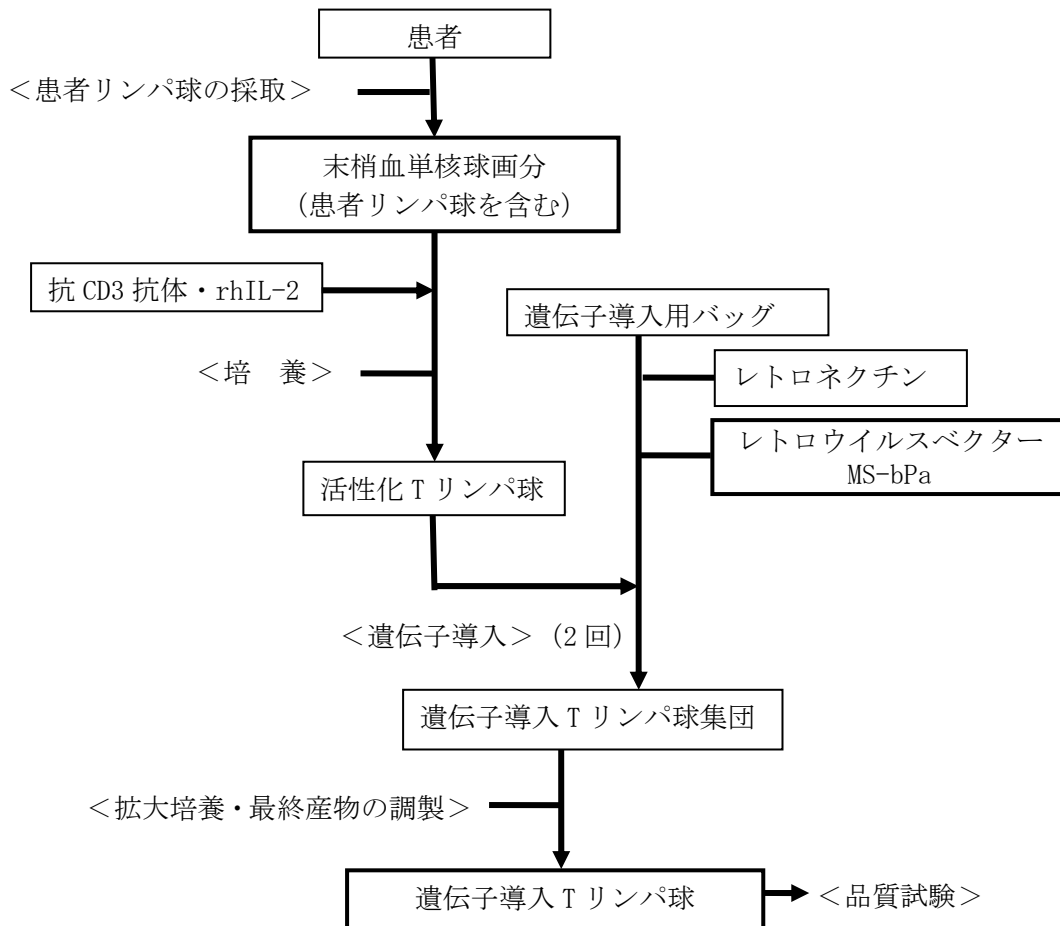 患者
＜患者リンパ球の採取＞
末梢血単核球画分
(患者リンパ球を含む)
抗 CD3 抗体・rhIL-2
遺伝子導入用バッグ
＜培　養＞
レトロネクチン
レトロウイルスベクター
MS-bPa
活性化 T リンパ球
＜遺伝子導入＞ (2 回)
遺伝子導入 T リンパ球集団
＜拡大培養・最終産物の調製＞
遺伝子導入 T リンパ球
＜品質試験＞